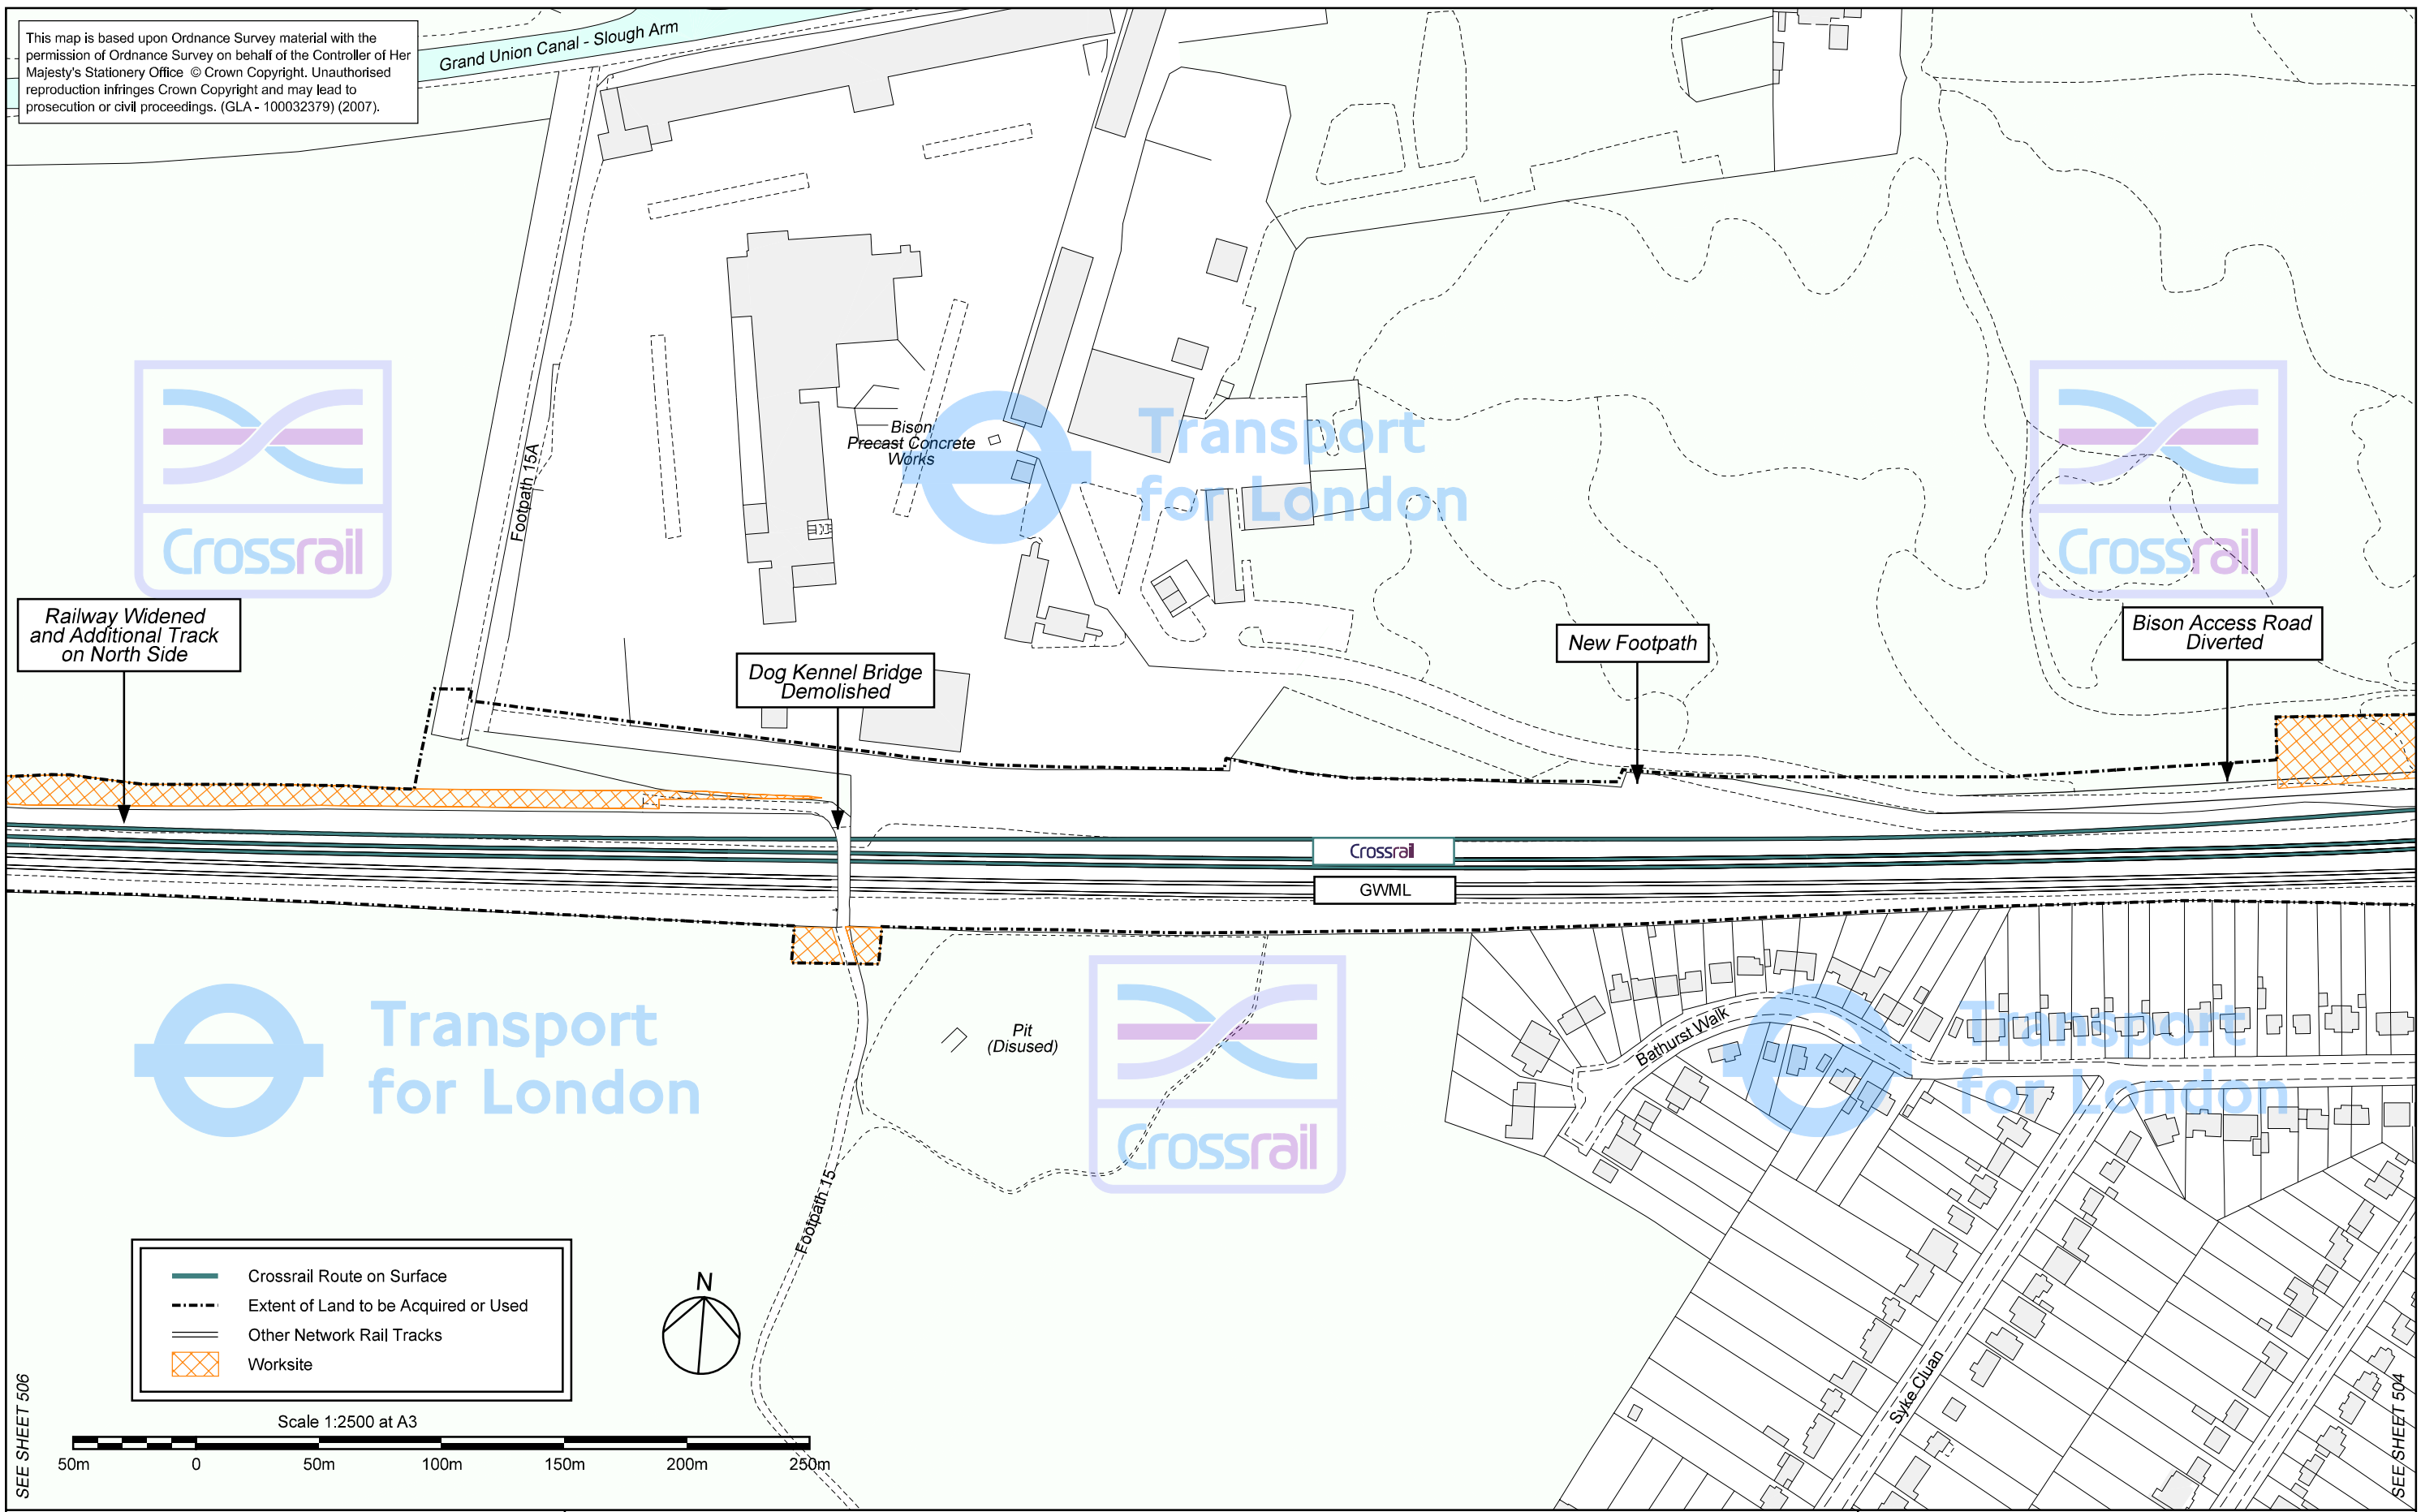 This map is based upon Ordnance Survey material with the
permission of Ordnance Survey on behalf of the Controller of Her
Majesty's Stationery Office © Crown Copyright. Unauthorised
reproduction infringes Crown Copyright and may lead to
prosecution or civil proceedings. (GLA - 100032379) (2007).
Grand Union Canal - Slough Arm
Crossrail
Footpath 15A
Bison
Precast Concrete
Works
Transport
for London
Crossrail
Railway Widened
and Additional Track
on North Side
Dog Kennel Bridge
Demolished
New Footpath
Bison Access Road
Diverted
Crossrail
GWML
Transport
for London
Pit
(Disused)
Crossrail
Bathurst Walk
Transport
for London
Footpath 15
Syke Cluan
Crossrail Route on Surface
Extent of Land to be Acquired or Used
Other Network Rail Tracks
Worksite
N
Scale 1:2500 at A3
50m 0 50m 100m 150m 200m 250m
SEE SHEET 506
SEE SHEET 504